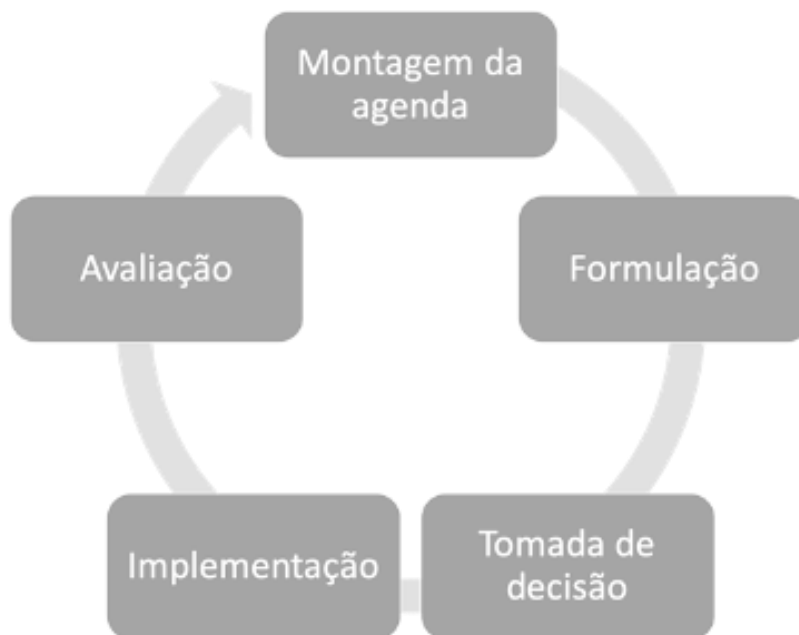 Montagem da
agenda
Formulação
Tomada de
decisão
Implementação
Avaliação